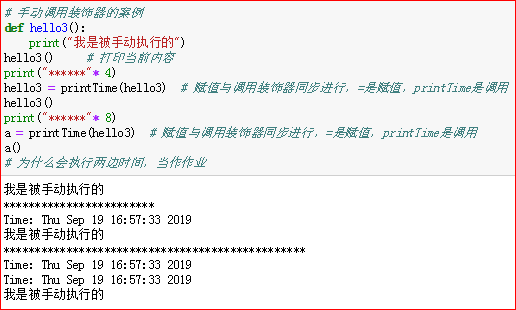 # 手动调用装饰器的案例
def hello3():
    print("我是被手动执行的")
hello3()     # 打印当前内容
print("******"* 4)
hello3 = printTime(hello3)  # 赋值与调用装饰器同步进行，=是赋值，printTime是调用
hello3()
print("******"* 8)
a = printTime(hello3)  # 赋值与调用装饰器同步进行，=是赋值，printTime是调用
a()
# 为什么会执行两边时间，当作作业
我是被手动执行的
************************
Time: Thu Sep 19 16:57:33 2019
我是被手动执行的
************************************************
Time: Thu Sep 19 16:57:33 2019
Time: Thu Sep 19 16:57:33 2019
我是被手动执行的